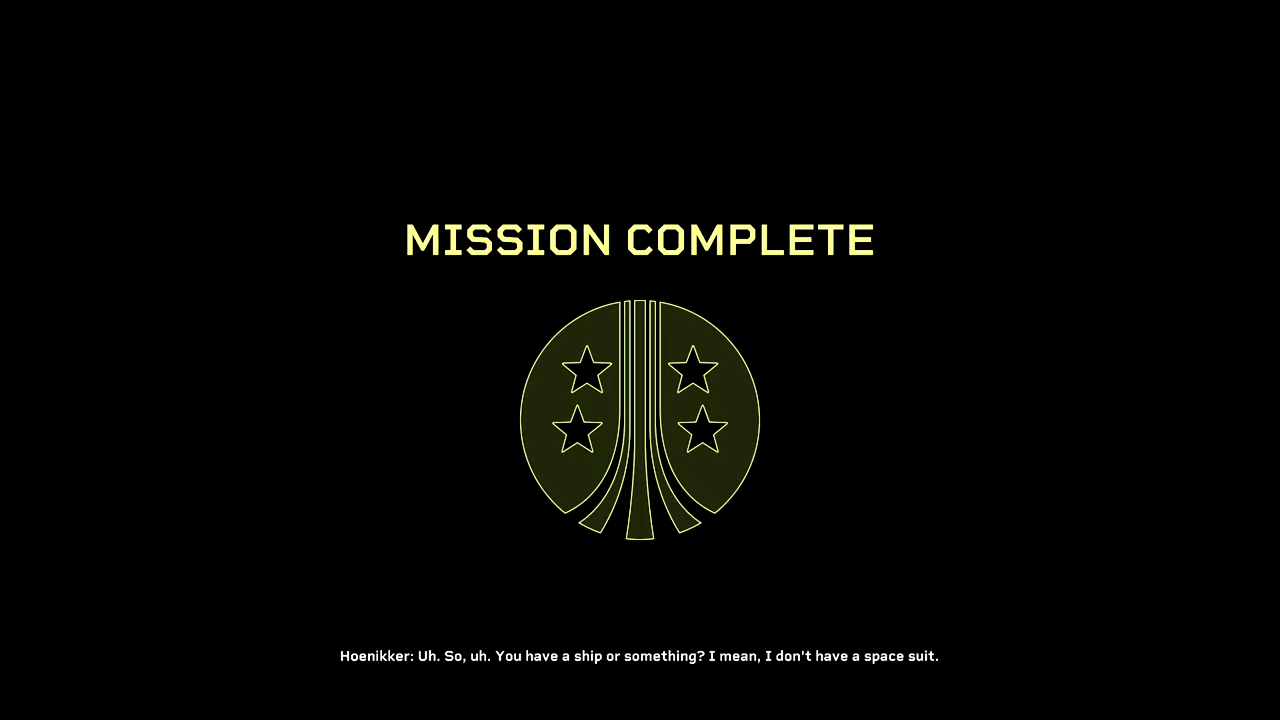 MISSION COMPLETE
Hoenikker: Uh. So, uh. You have a ship or something? I mean, I don't have a space suit.